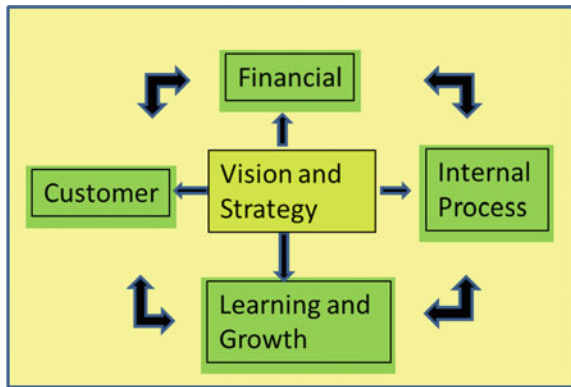 Financial
Customer
Vision and
Strategy
Internal
Process
Learning and
Growth